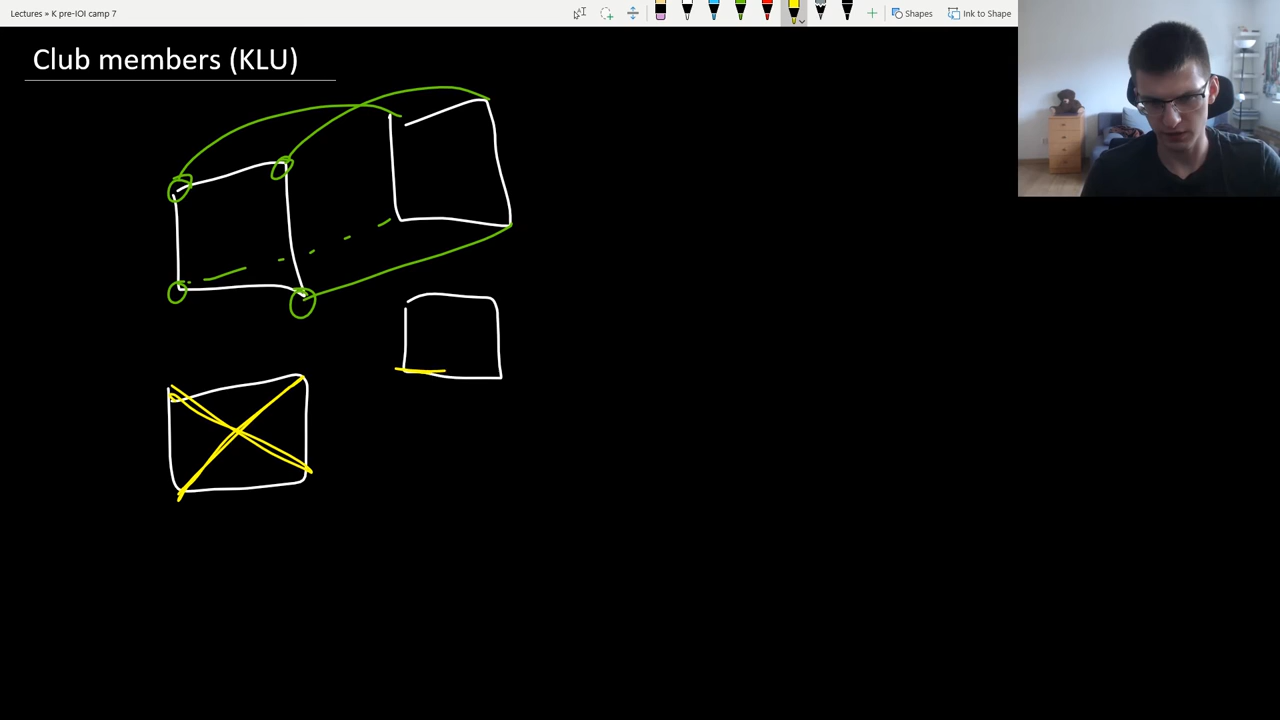 Lectures » K pre-IOI camp 7
Shapes
Ink to Shape
Club members (KLU)